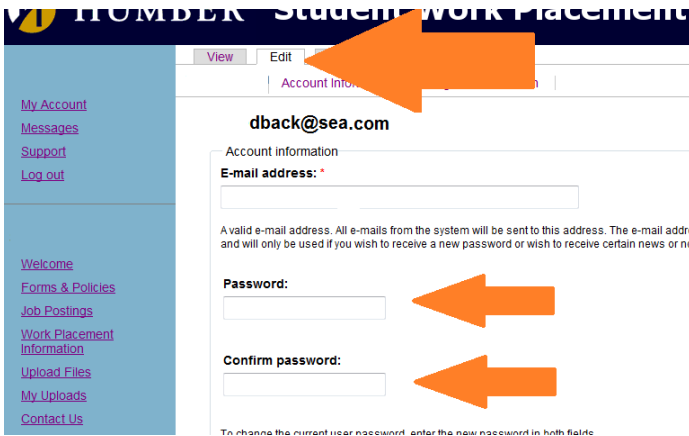 HUMBER Student Work Placement
View Edit
Account
My Account
Messages
Support
Log out
dback@sea.com
Account information
E-mail address: *
A valid e-mail address. All e-mails from the system will be sent to this address. The e-mail
and will only be used if you wish to receive a new password or wish to receive certain news or
Password:
Confirm password:
To change the current user password, enter the new password in both fields.
Welcome
Forms & Policies
Job Postings
Work Placement
Information
Upload Files
My Uploads
Contact Us